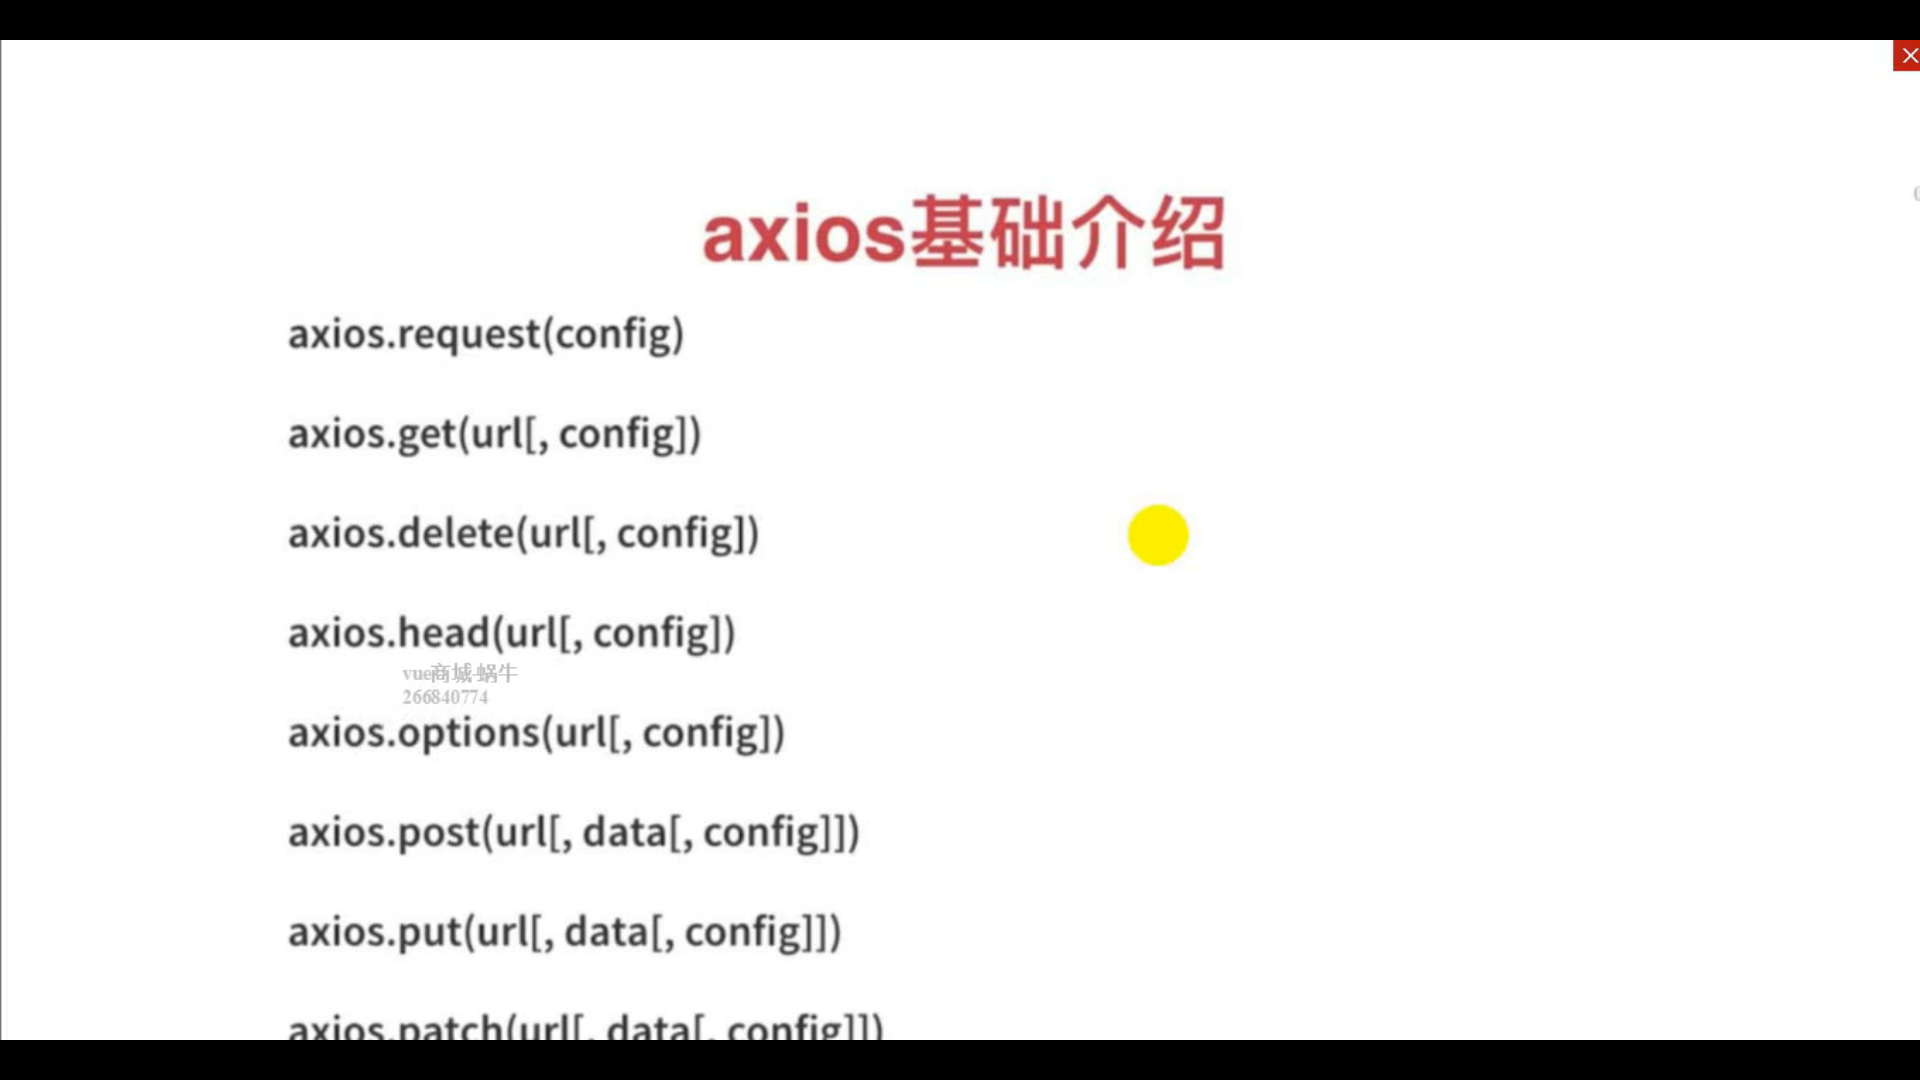 axios基础介绍
axios.request(config)
axios.get(url[, config])
axios.delete(url[, config])
axios.head(url[, config])
vue商城-蜗牛
266840774
axios.options(url[, config])
axios.post(url[, data[, config]])
axios.put(url[, data[, config]])
axios.patch(url[, data[, config]])